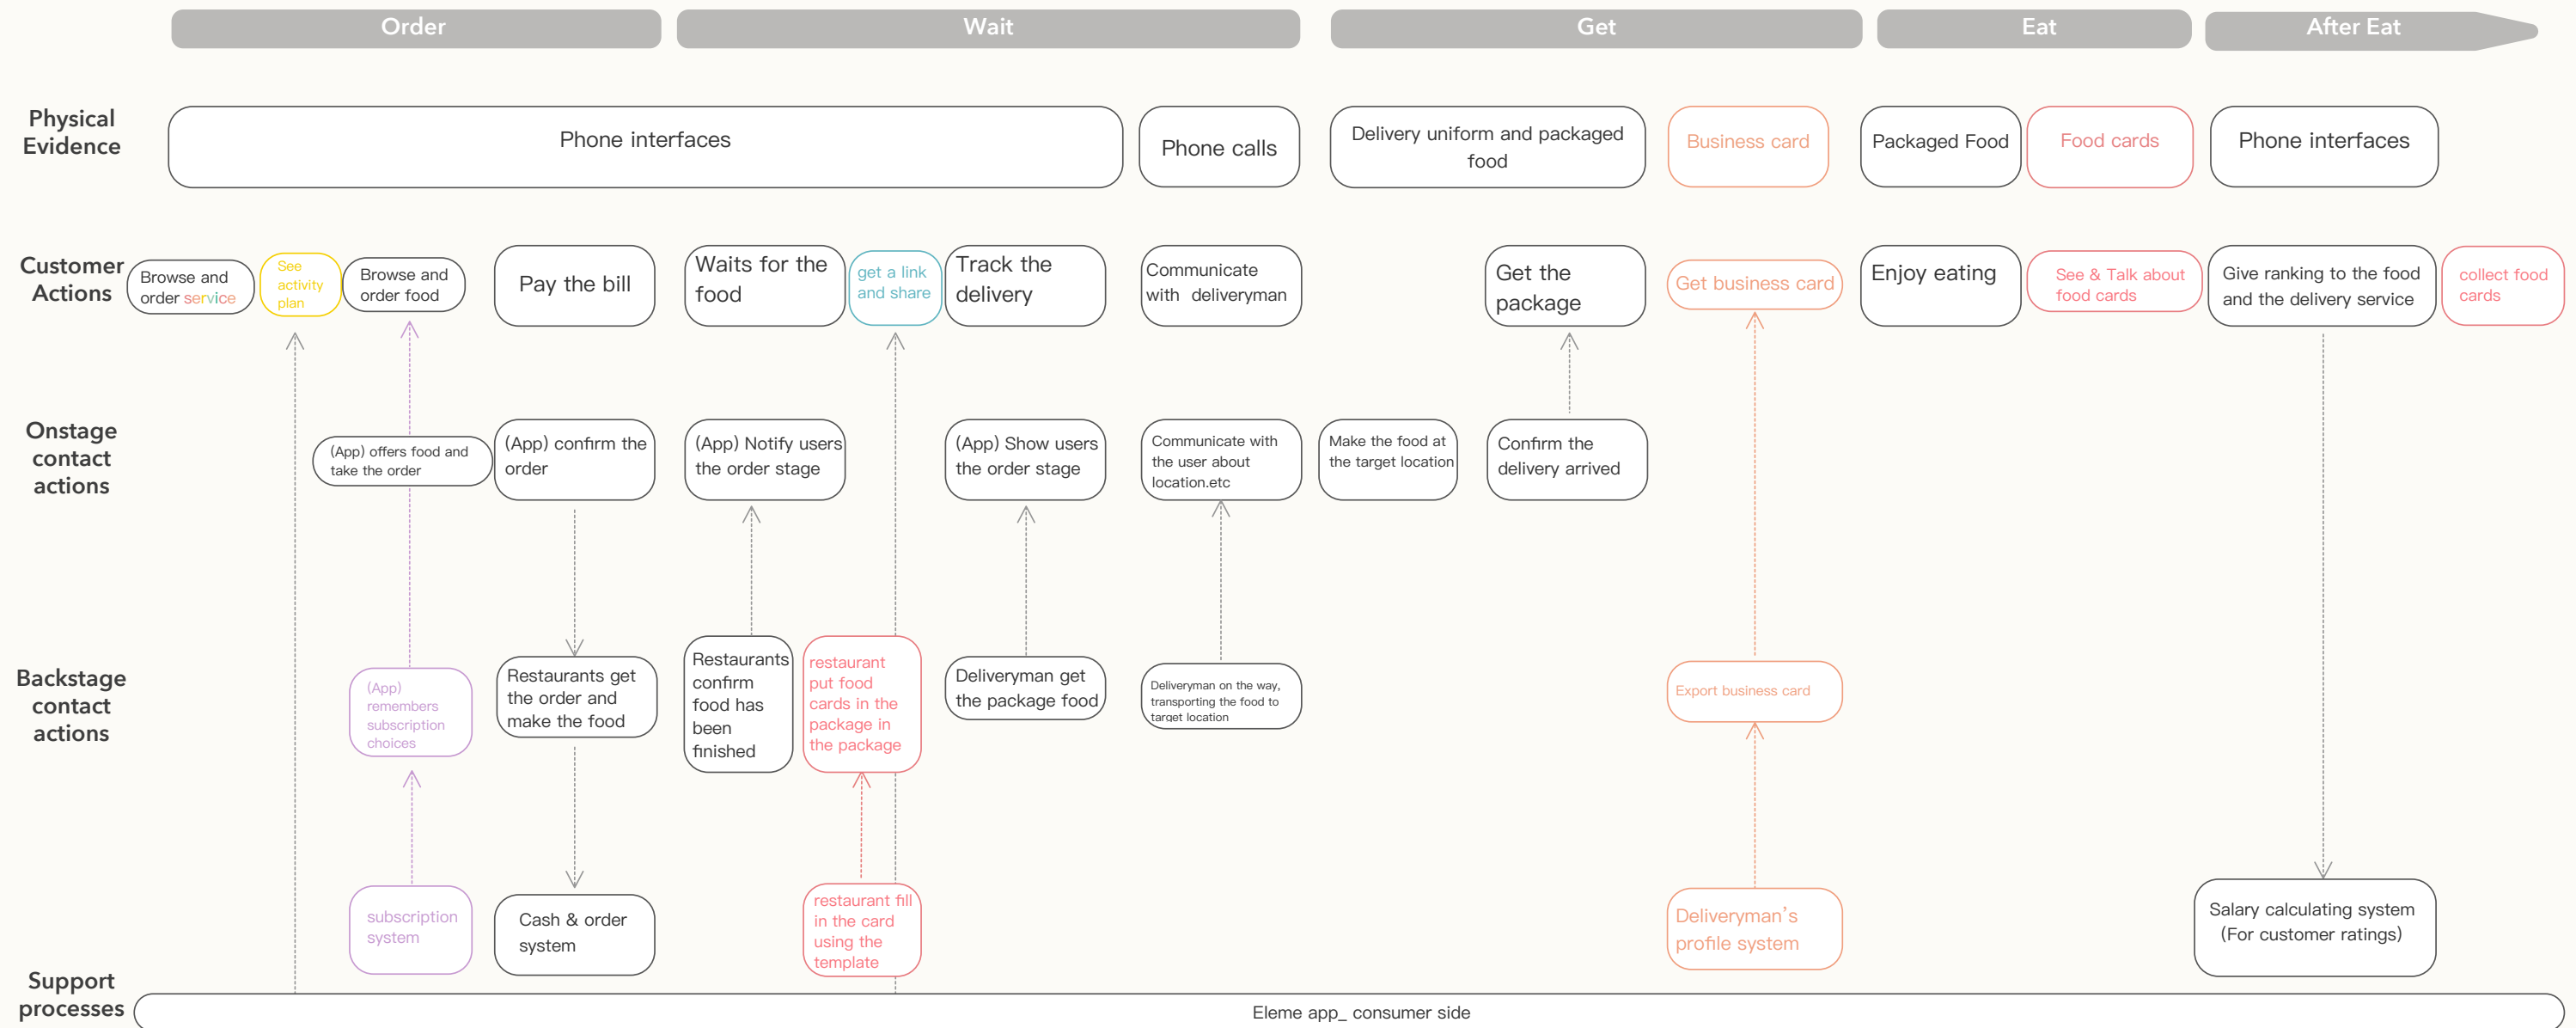 Order
Wait
Get
Eat
After Eat
Physical
Evidence
Phone interfaces
Phone calls
Delivery uniform and packaged
food
Business card
Packaged Food
Food cards
Phone interfaces
Customer
Actions
Browse and
order service
See
activity
plan
Browse and
order food
Pay the bill
Waits for the
food
get a link
and share
Track the
delivery
Communicate
with deliveryman
Get the
package
Get business card
Enjoy eating
See & Talk about
food cards
Give ranking to the food
and the delivery service
collect food
cards
Onstage
contact
actions
(App) offers food and
take the order
(App) confirm the
order
(App) Notify users
the order stage
(App) Show users
the order stage
Communicate with
the user about
location.etc
Make the food at
the target location
Confirm the
delivery arrived
Backstage
contact
actions
(App)
remembers
subscription
choices
Restaurants get
the order and
make the food
Restaurants
confirm
food has
been
finished
restaurant
put food
cards in the
package in
the package
Deliveryman get
the package food
Deliveryman on the way,
transporting the food to
target location
Export business card
Support
processes
subscription
system
Cash & order
system
restaurant fill
in the card
using the
template
Deliveryman's
profile system
Salary calculating system
(For customer ratings)
Eleme app_ consumer side